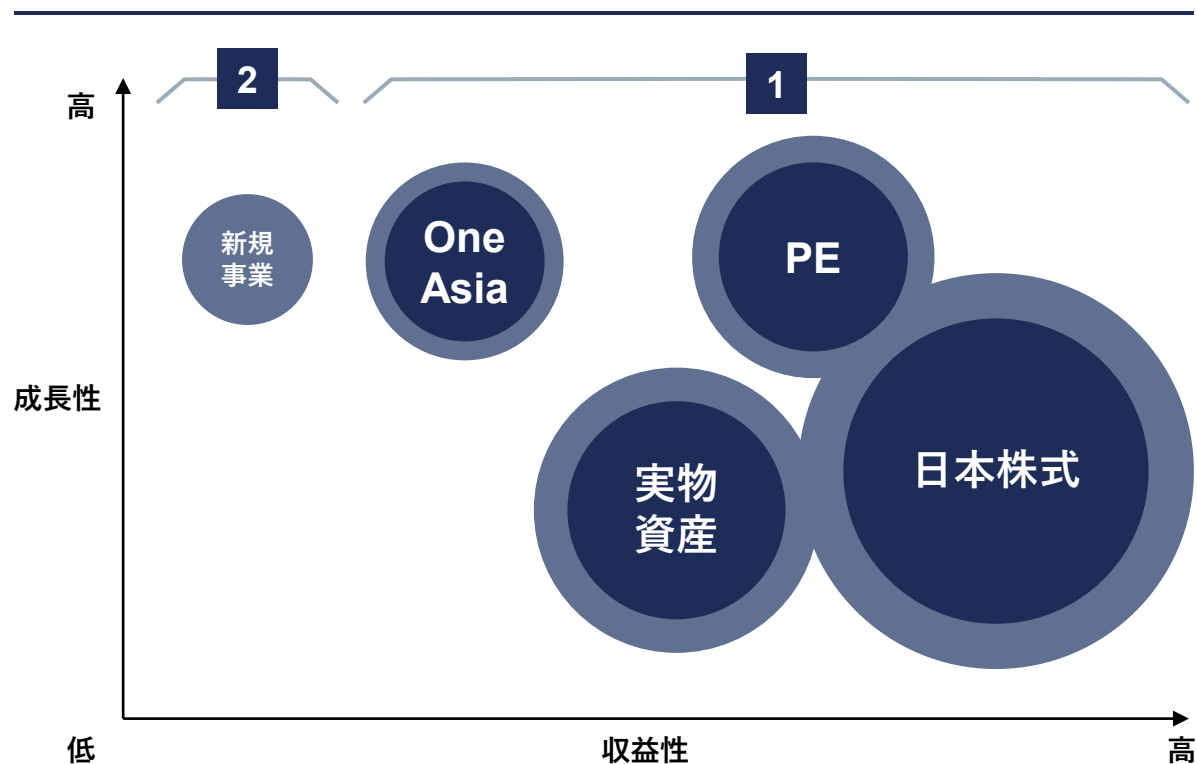 2
1
高
新規
事業
One
Asia
PE
成長性
日本株式
実物
資産
低
収益性
高